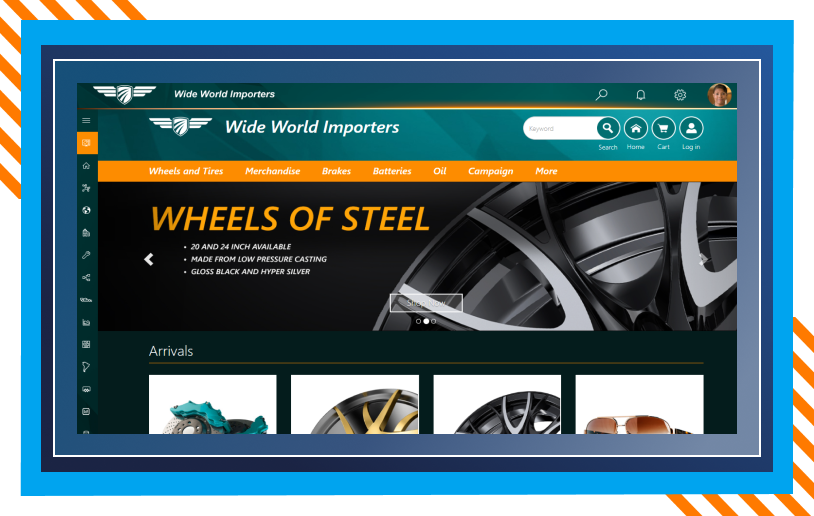 Wide World Importers
Wide World Importers
Keyword
Search Home Cart Log in
Wheels and Tires Merchandise Brakes Batteries Oil Campaign More
WHEELS OF STEEL
• 20 AND 24 INCH AVAILABLE
• MADE FROM LOW PRESSURE CASTING
• GLOSS BLACK AND HYPER SILVER
Shop Now
Arrivals